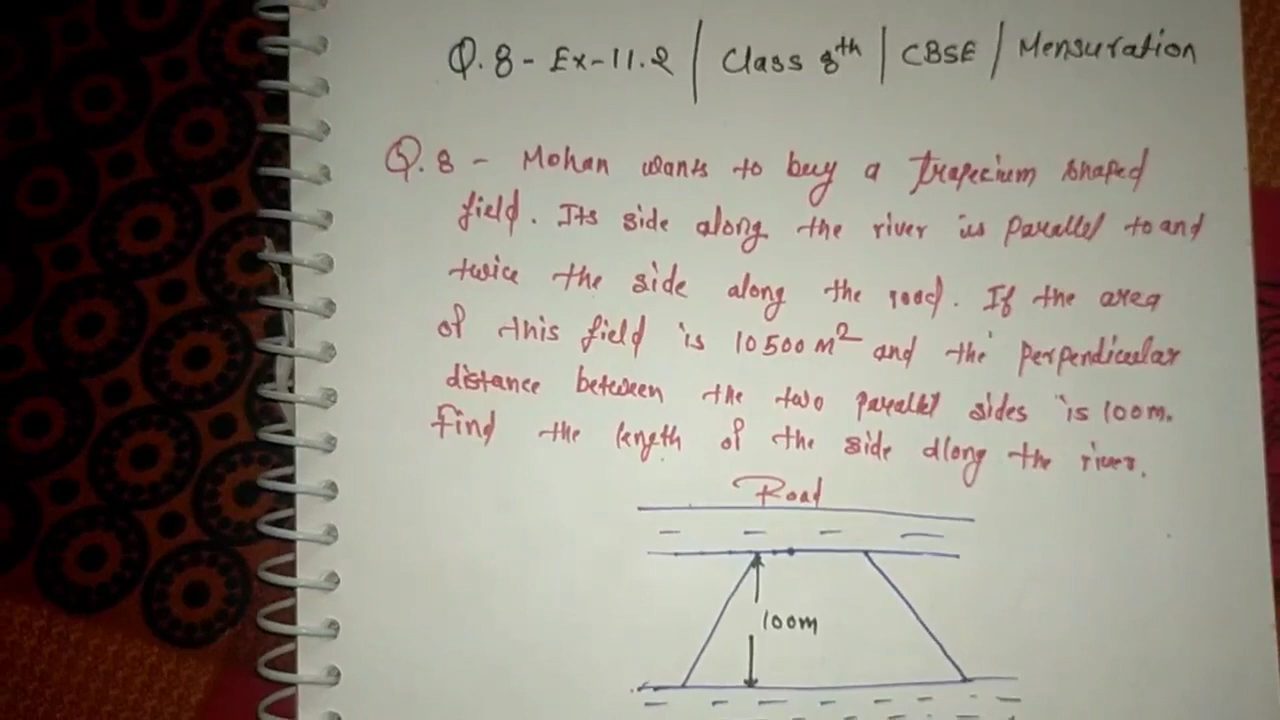 Q.8 - Ex-11.2 / Class 8th / CBSE / Mensuration
Q.8 - Mohan wants to buy a trapezium shaped
field. Its side along the river is parallel to and
twice the side along the road. If the area
of this field is 10500 m² and the perpendicular
distance between the two parallel sides is 100m.
Find the length of the side along the river.
Road
100m